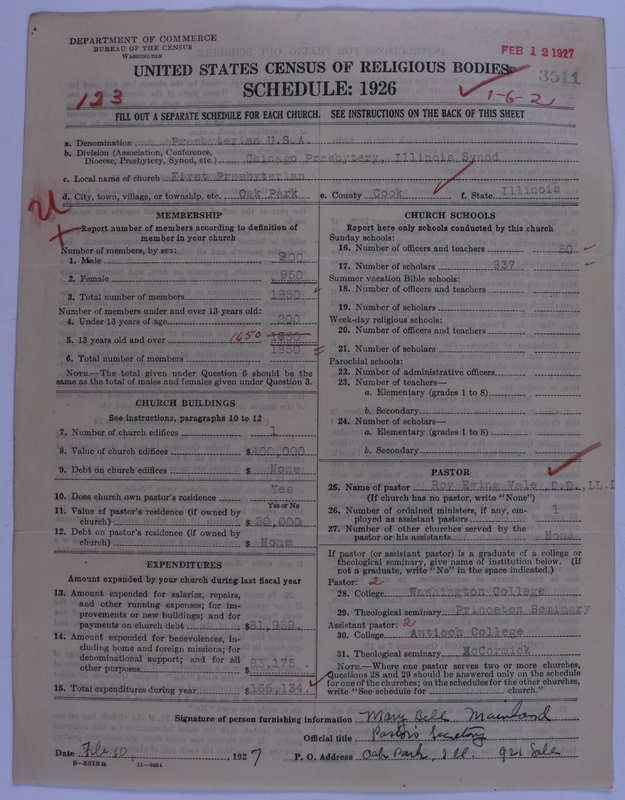 DEPARTMENT OF COMMERCE
BUREAU OF THE CENSUS
WASHINGTON
FEB 12 1927
3511
UNITED STATES CENSUS OF RELIGIOUS BODIES
SCHEDULE: 1926
123
1-6-2
FILL OUT A SEPARATE SCHEDULE FOR EACH CHURCH. SEE INSTRUCTIONS ON THE BACK OF THIS SHEET
a. Denomination Presbyterian U.S.A.
b. Division (Association, Conference, Diocese, Presbytery, Synod, etc.) Chicago Presbytery, Illinois Synod
c. Local name of church First Presbyterian
d. City, town, village, or township, etc. Oak Park e. County Cook f. State Illinois
MEMBERSHIP
Report number of members according to definition of
member in your church
Number of members, by sex:
1. Male 900
2. Female 950
3. Total number of members 1850
Number of members under and over 13 years old:
4. Under 13 years of age 200
5. 13 years old and over 1650
6. Total number of members 1850
NOTE.—The total given under Question 6 should be
same as the total of males and females given under Question 3.
CHURCH BUILDINGS
See instructions, paragraphs 10 to 12
7. Number of church edifices 1
8. Value of church edifices $400,000
9. Debt on church edifices $ None
10. Does church own pastor's residence Yes
Yes or No
11. Value of pastor's residence (if owned by
church) $ 30,000
12. Debt on pastor's residence (if owned by
church) $ None
EXPENDITURES
Amount expended by your church during last fiscal year
13. Amount expended for salaries, repairs,
and other running expenses; for im-
provements or new buildings; and for
payments on church debt $81,959.
14. Amount expended for benevolences, in-
cluding home and foreign missions; for
denominational support; and for all
other purposes $ 83,175
15. Total expenditures during year $165,134.
CHURCH SCHOOLS
Report here only schools conducted by this church
Sunday schools:
16. Number of officers and teachers 50
17. Number of scholars 937
Summer vacation Bible schools:
18. Number of officers and teachers
19. Number of scholars
Week-day religious schools:
20. Number of officers and teachers
21. Number of scholars
Parochial schools:
22. Number of administrative officers
23. Number of teachers—
a. Elementary (grades 1 to 8)
b. Secondary
24. Number of scholars—
a. Elementary (grades 1 to 8)
b. Secondary
PASTOR
25. Name of pastor Roy Ewing Vale D.D., LL.D
(If church has no pastor, write "None")
26. Number of ordained ministers, if any, em-
ployed as assistant pastors 1
27. Number of other churches served by the
pastor or his assistants None
If pastor (or assistant pastor) is a graduate of a college or
theological seminary, give name of institution below. (If
not a graduate, write "No" in the space indicated.)
Pastor: 2
28. College Washington College
29. Theological seminary Princeton Seminary
Assistant pastor: 2
30. College Antioch College
31. Theological seminary McCormick
NOTE.—Where one pastor serves two or more churches,
Questions 28 and 29 should be answered only on the schedule
for one of the churches; on the schedules for the other churches,
write "See schedule for church."
Signature of person furnishing information Mary Bell Mainland
Official title Pastor's Secretary
Date Feb 10, 1927 P. O. Address Oak Park, Ill. 921 Lake
8—5318a 11—9054